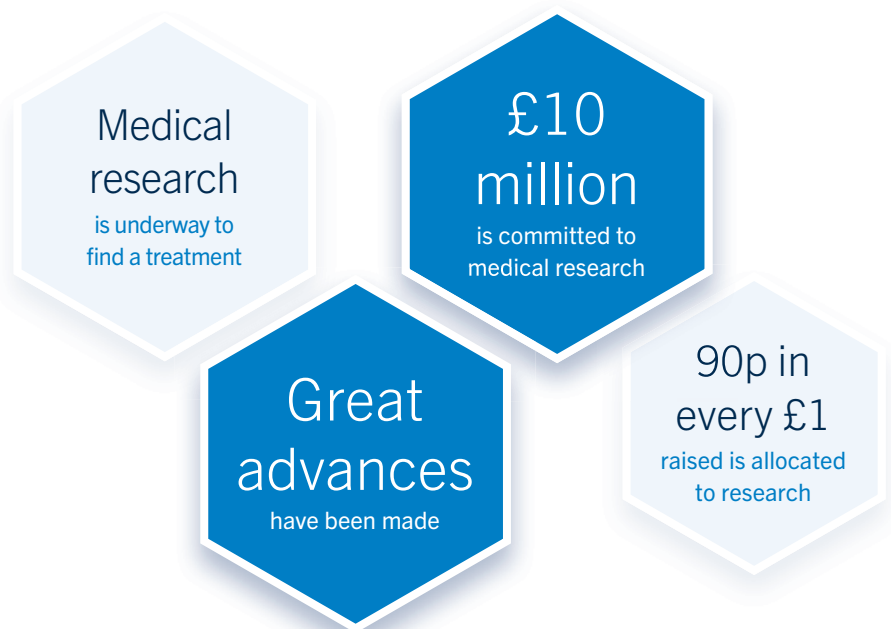 Medical
research
is underway to
find a treatment
£10
million
is committed to
medical research
Great
advances
have been made
90p in
every £1
raised is allocated
to research